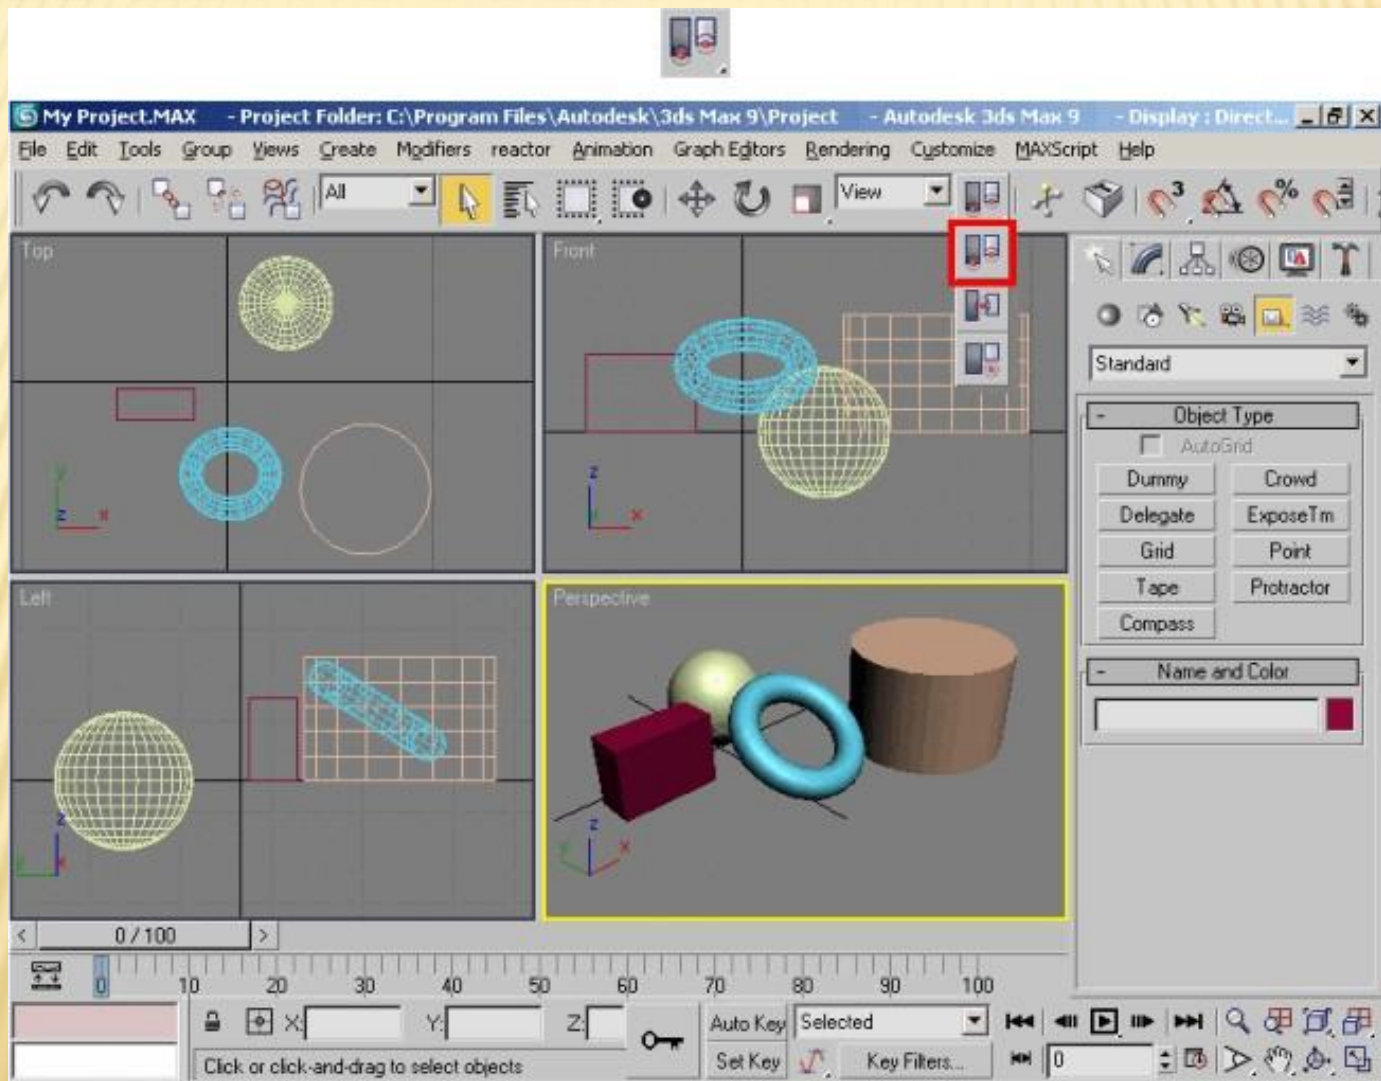 My Project.MAX - Project Folder: C:\Program Files\Autodesk\3ds Max 9\Project - Autodesk 3ds Max 9 - Display : Direct...
File Edit Tools Group Views Create Modifiers reactor Animation Graph Editors Rendering Customize MAXScript Help
All View 3 %
Top Front
Standard
- Object Type
AutoGrid
Dummy Crowd
Delegate ExposeTm
Grid Point
Tape Protractor
Compass
- Name and Color
y z x
z x
Left Perspective
z y x
z y x
< 0 / 100 >
0 10 20 30 40 50 60 70 80 90 100
X: Y: Z: Auto Key Selected
Click or click-and-drag to select objects Set Key Key Filters... 0